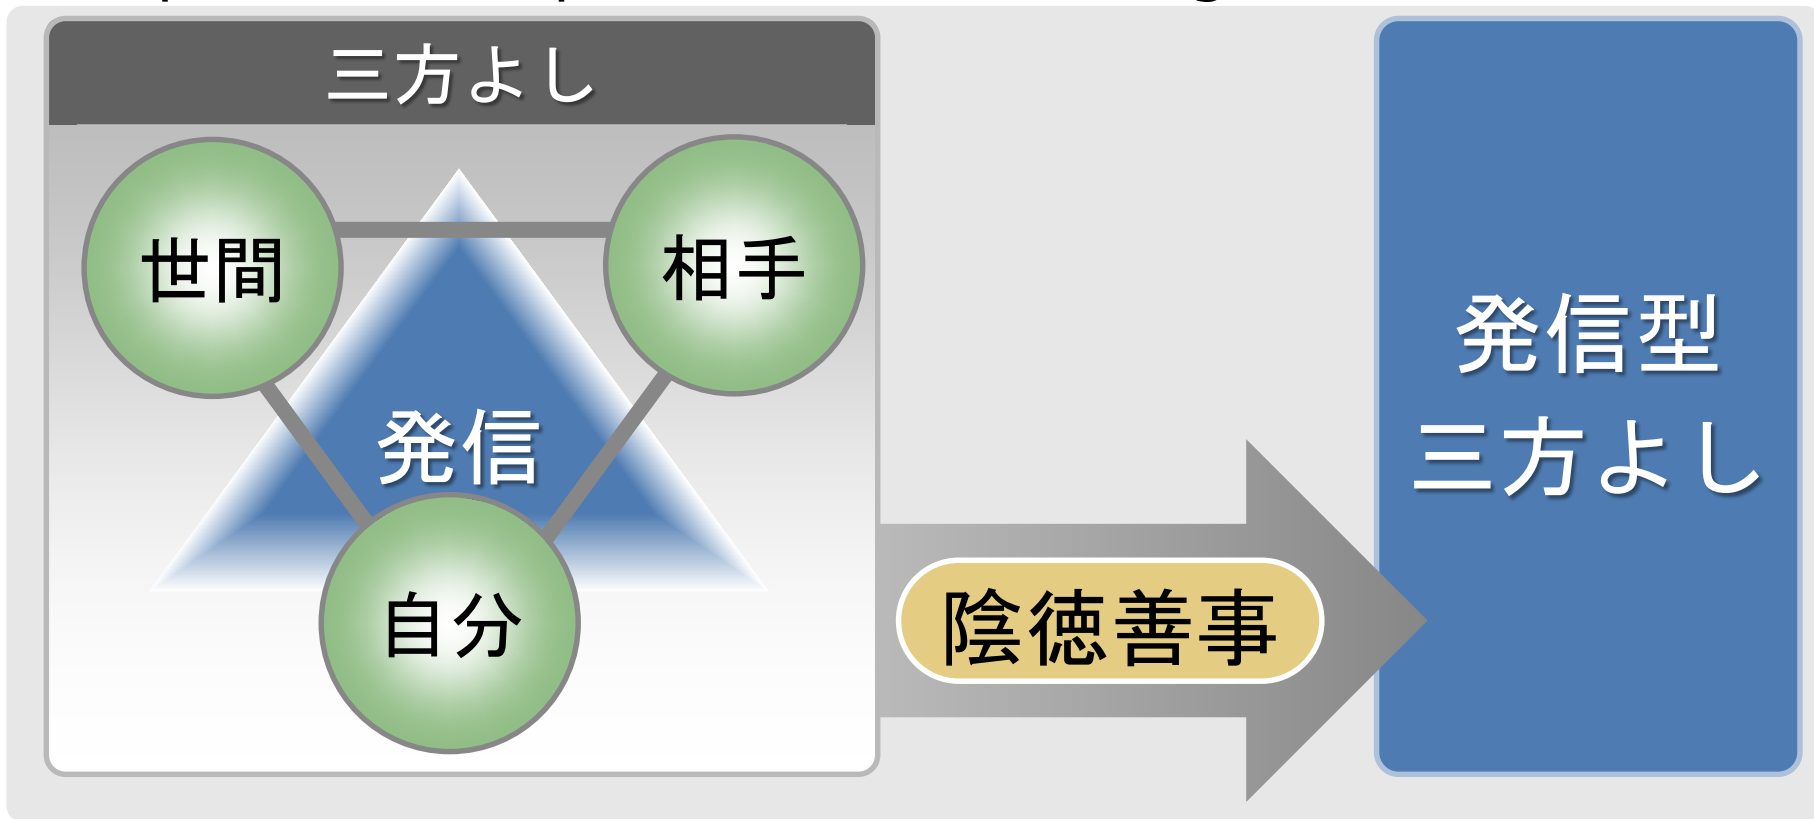 三方よし
世間
相手
発信
自分
陰徳善事
発信型
三方よし